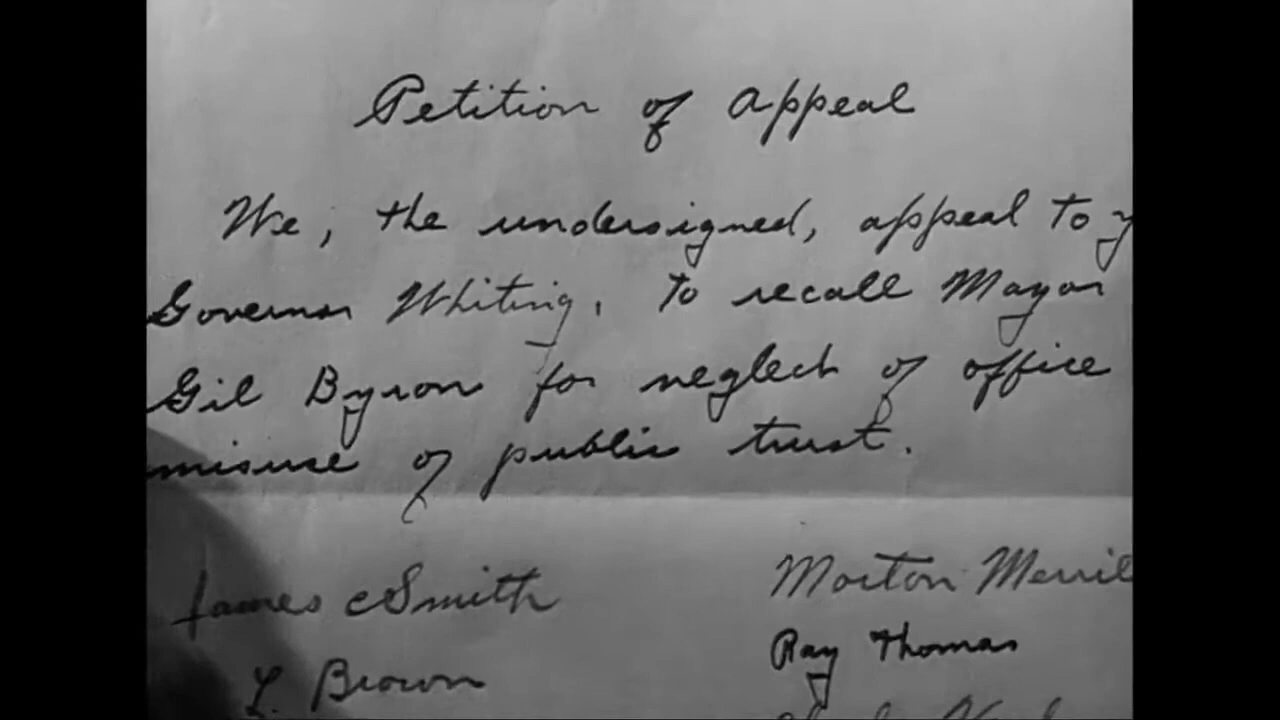 Petition of Appeal
We, the undersigned, appeal to y
Governor Whiting, to recall Mayor
Gil Byron for neglect of office
misuse of public trust.
James C Smith
Morton Merril
L. Brown
Ray Thomas